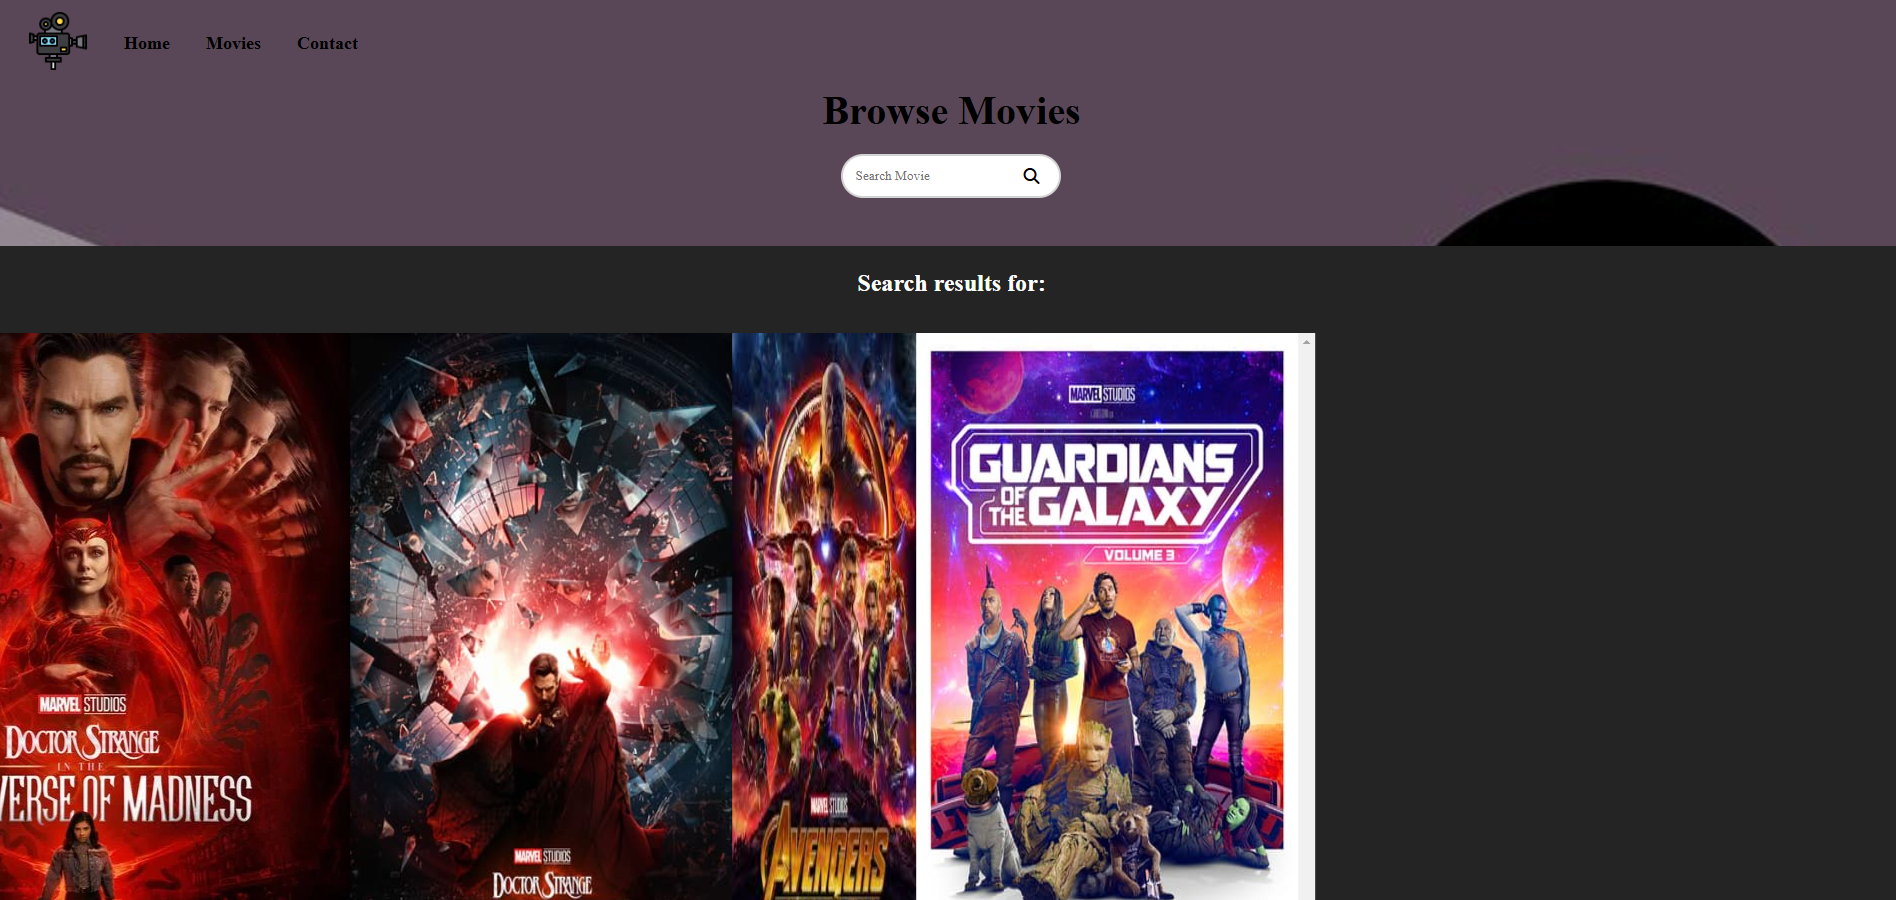 Home
Movies
Contact
Browse Movies
Search Movie
Search results for:
MARVEL STUDIOS
DOCTOR STRANGE
IN THE
VERSE OF MADNESS
MARVEL STUDIOS
DOCTOR STRANGE
MARVEL STUDIOS
AVENGERS
MARVEL STUDIOS
GUARDIANS
OF
THE GALAXY
VOLUME 3